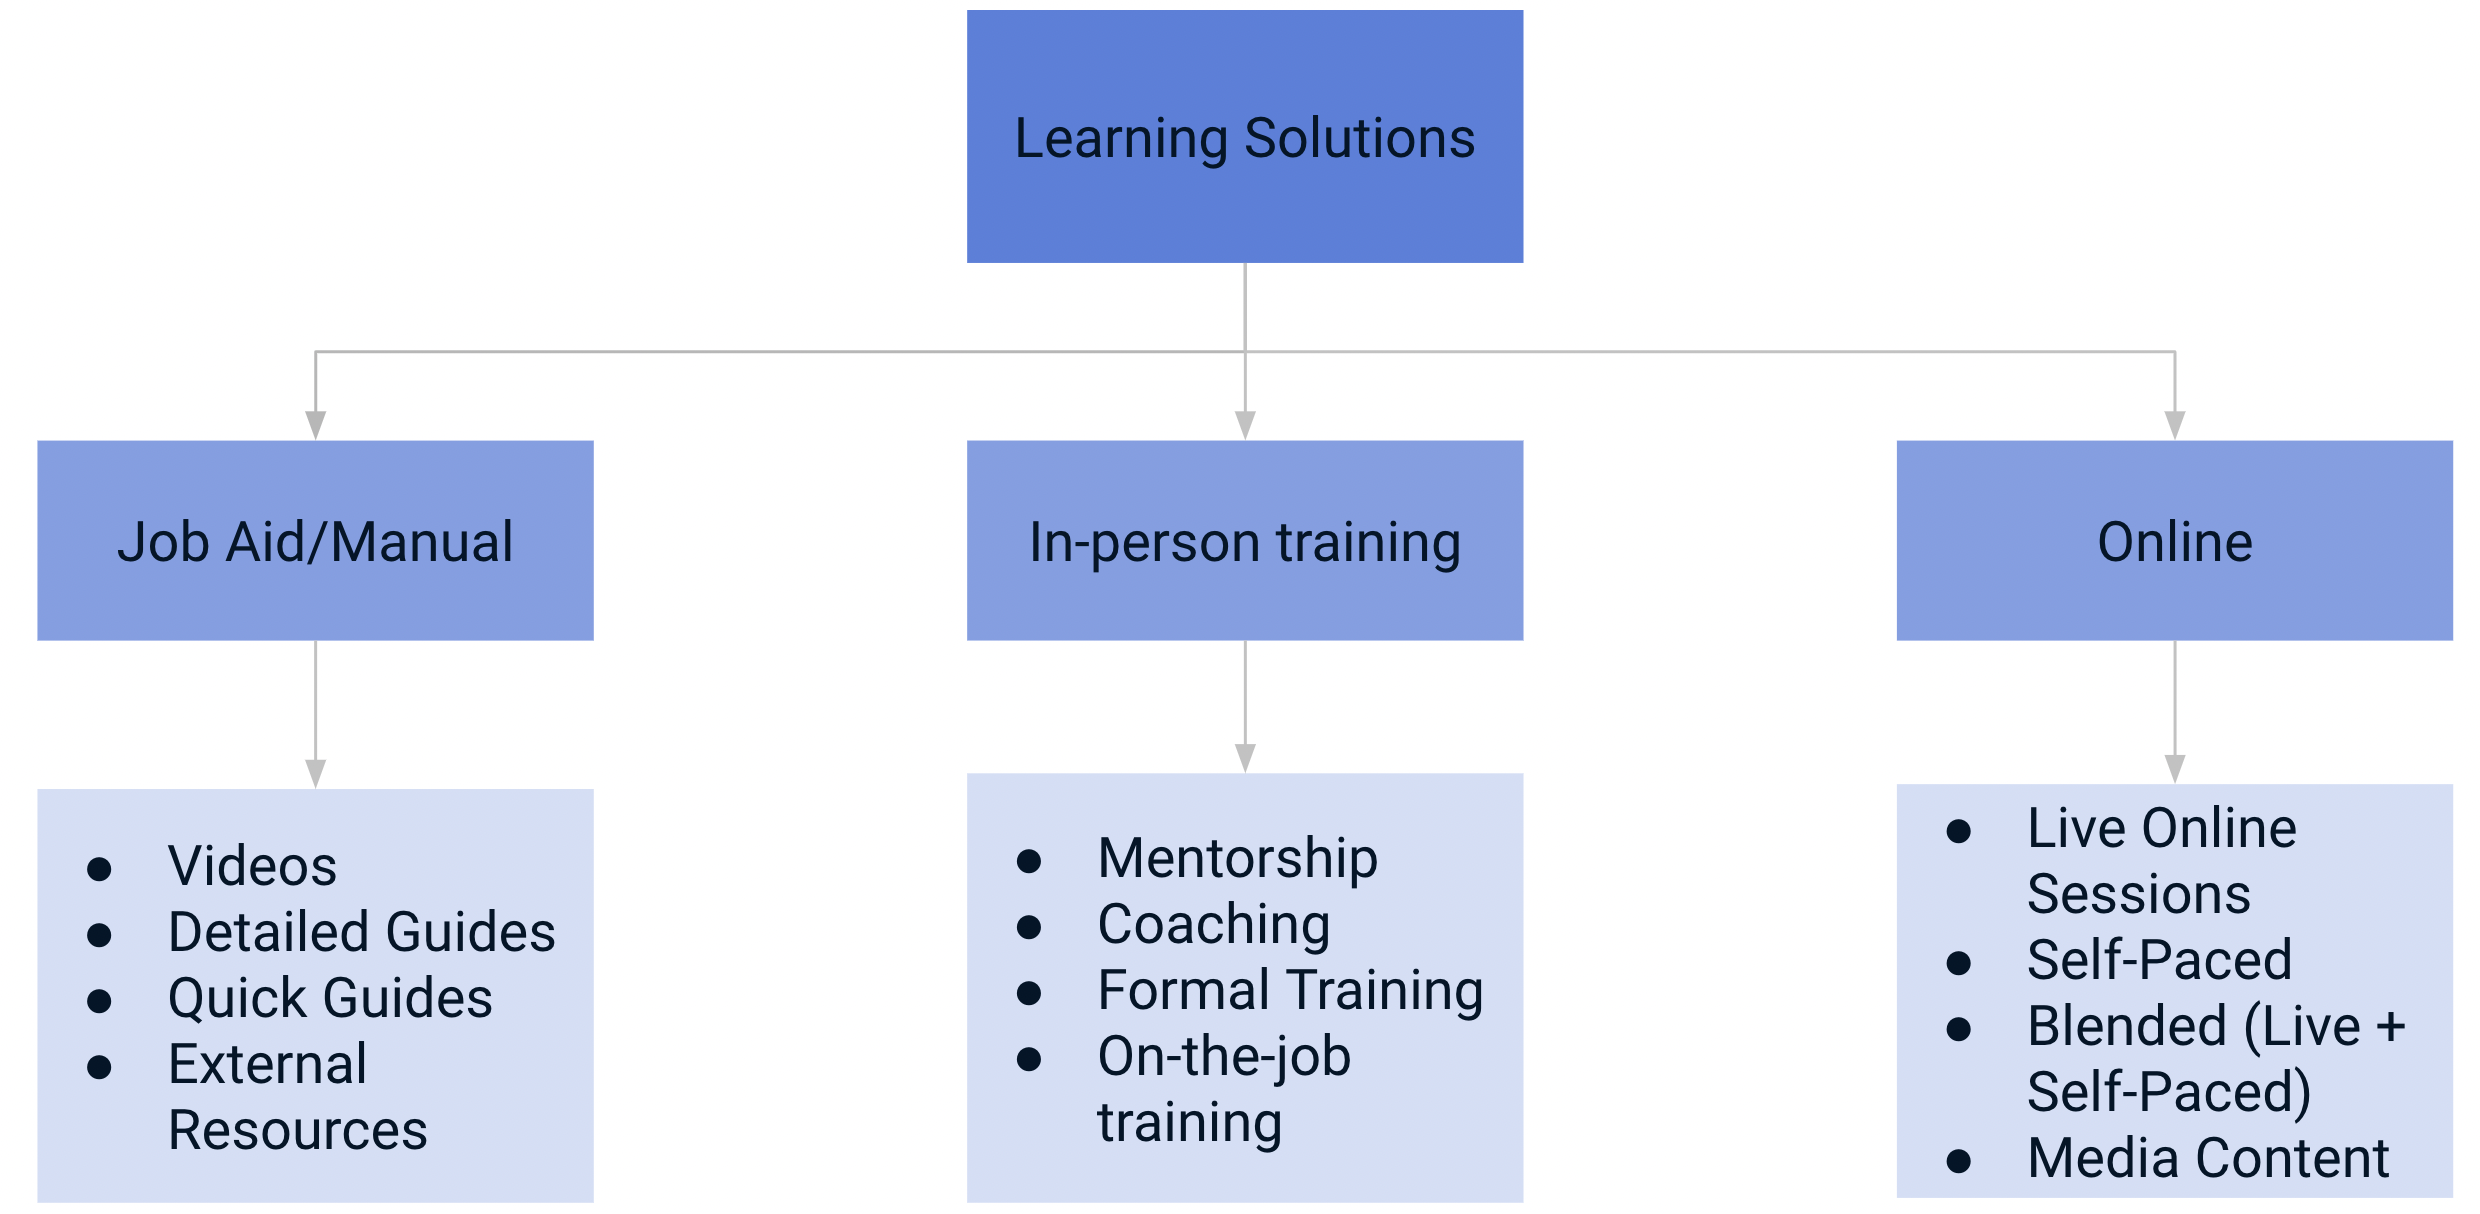 Learning Solutions
Job Aid/Manual
In-person training
Online
● Videos
● Detailed Guides
● Quick Guides
● External
Resources
● Mentorship
● Coaching
● Formal Training
● On-the-job
training
● Live Online
Sessions
● Self-Paced
● Blended (Live +
Self-Paced)
● Media Content